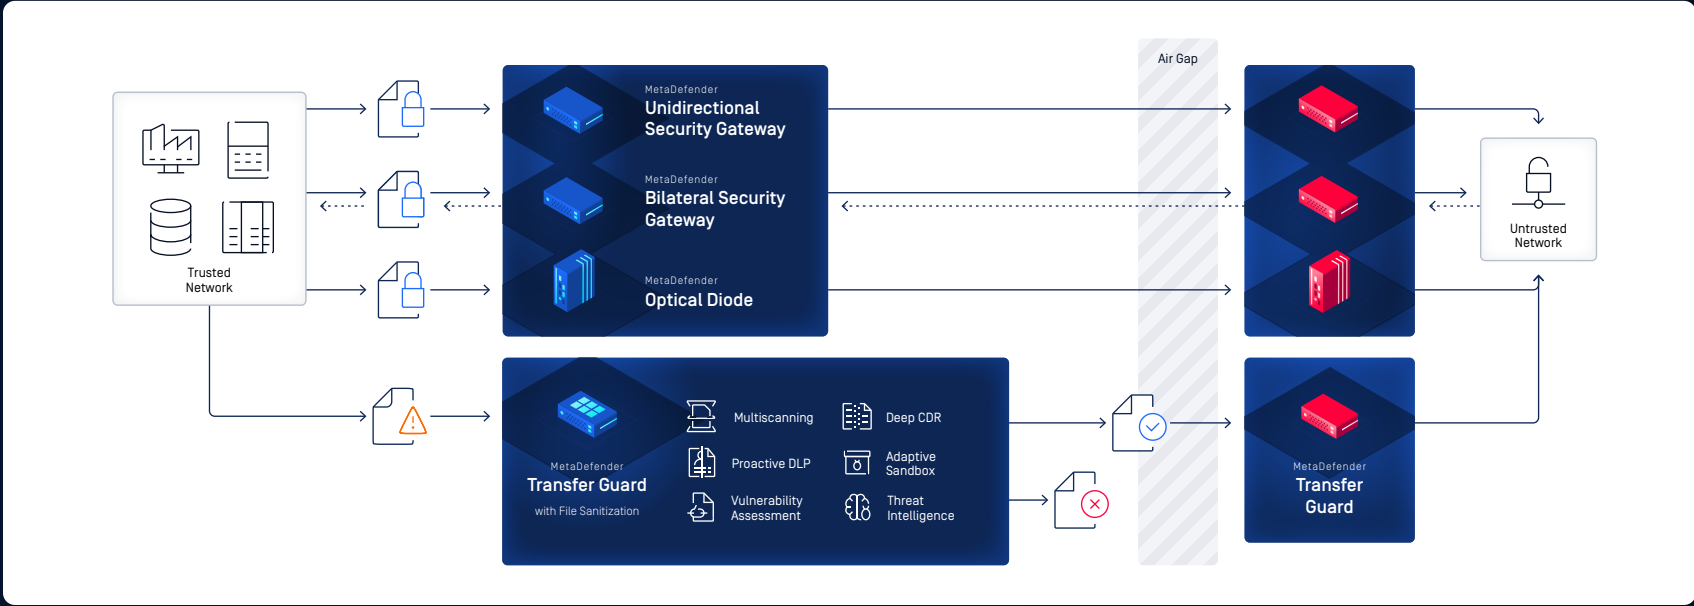 Air Gap
Trusted
Network
MetaDefender
Unidirectional
Security Gateway
MetaDefender
Bilateral Security
Gateway
MetaDefender
Optical Diode
Untrusted
Network
MetaDefender
Transfer Guard
with File Sanitization
Multiscanning
Deep CDR
Proactive DLP
Adaptive
Sandbox
Vulnerability
Assessment
Threat
Intelligence
MetaDefender
Transfer
Guard